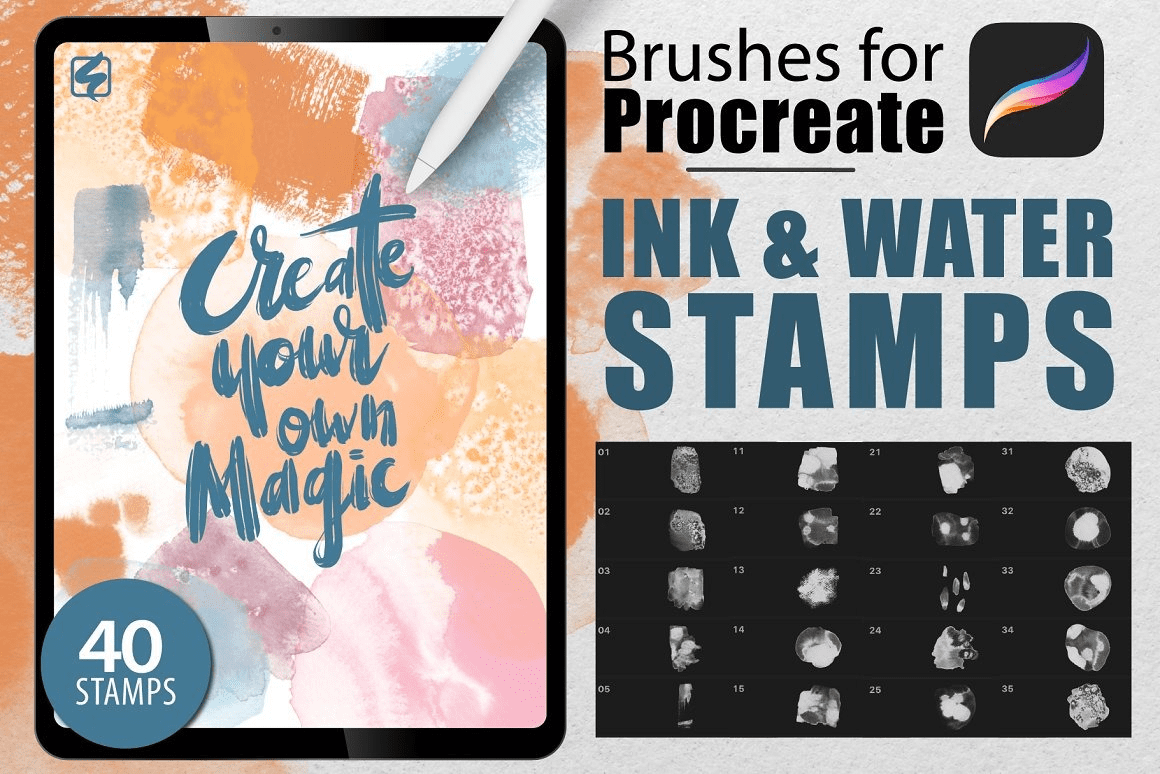 Create
your
own
Magic
40
STAMPS
Brushes for
Procreate
INK & WATER
STAMPS
01 11 21 31
02 12 22 32
03 13 23 33
04 14 24 34
05 15 25 35